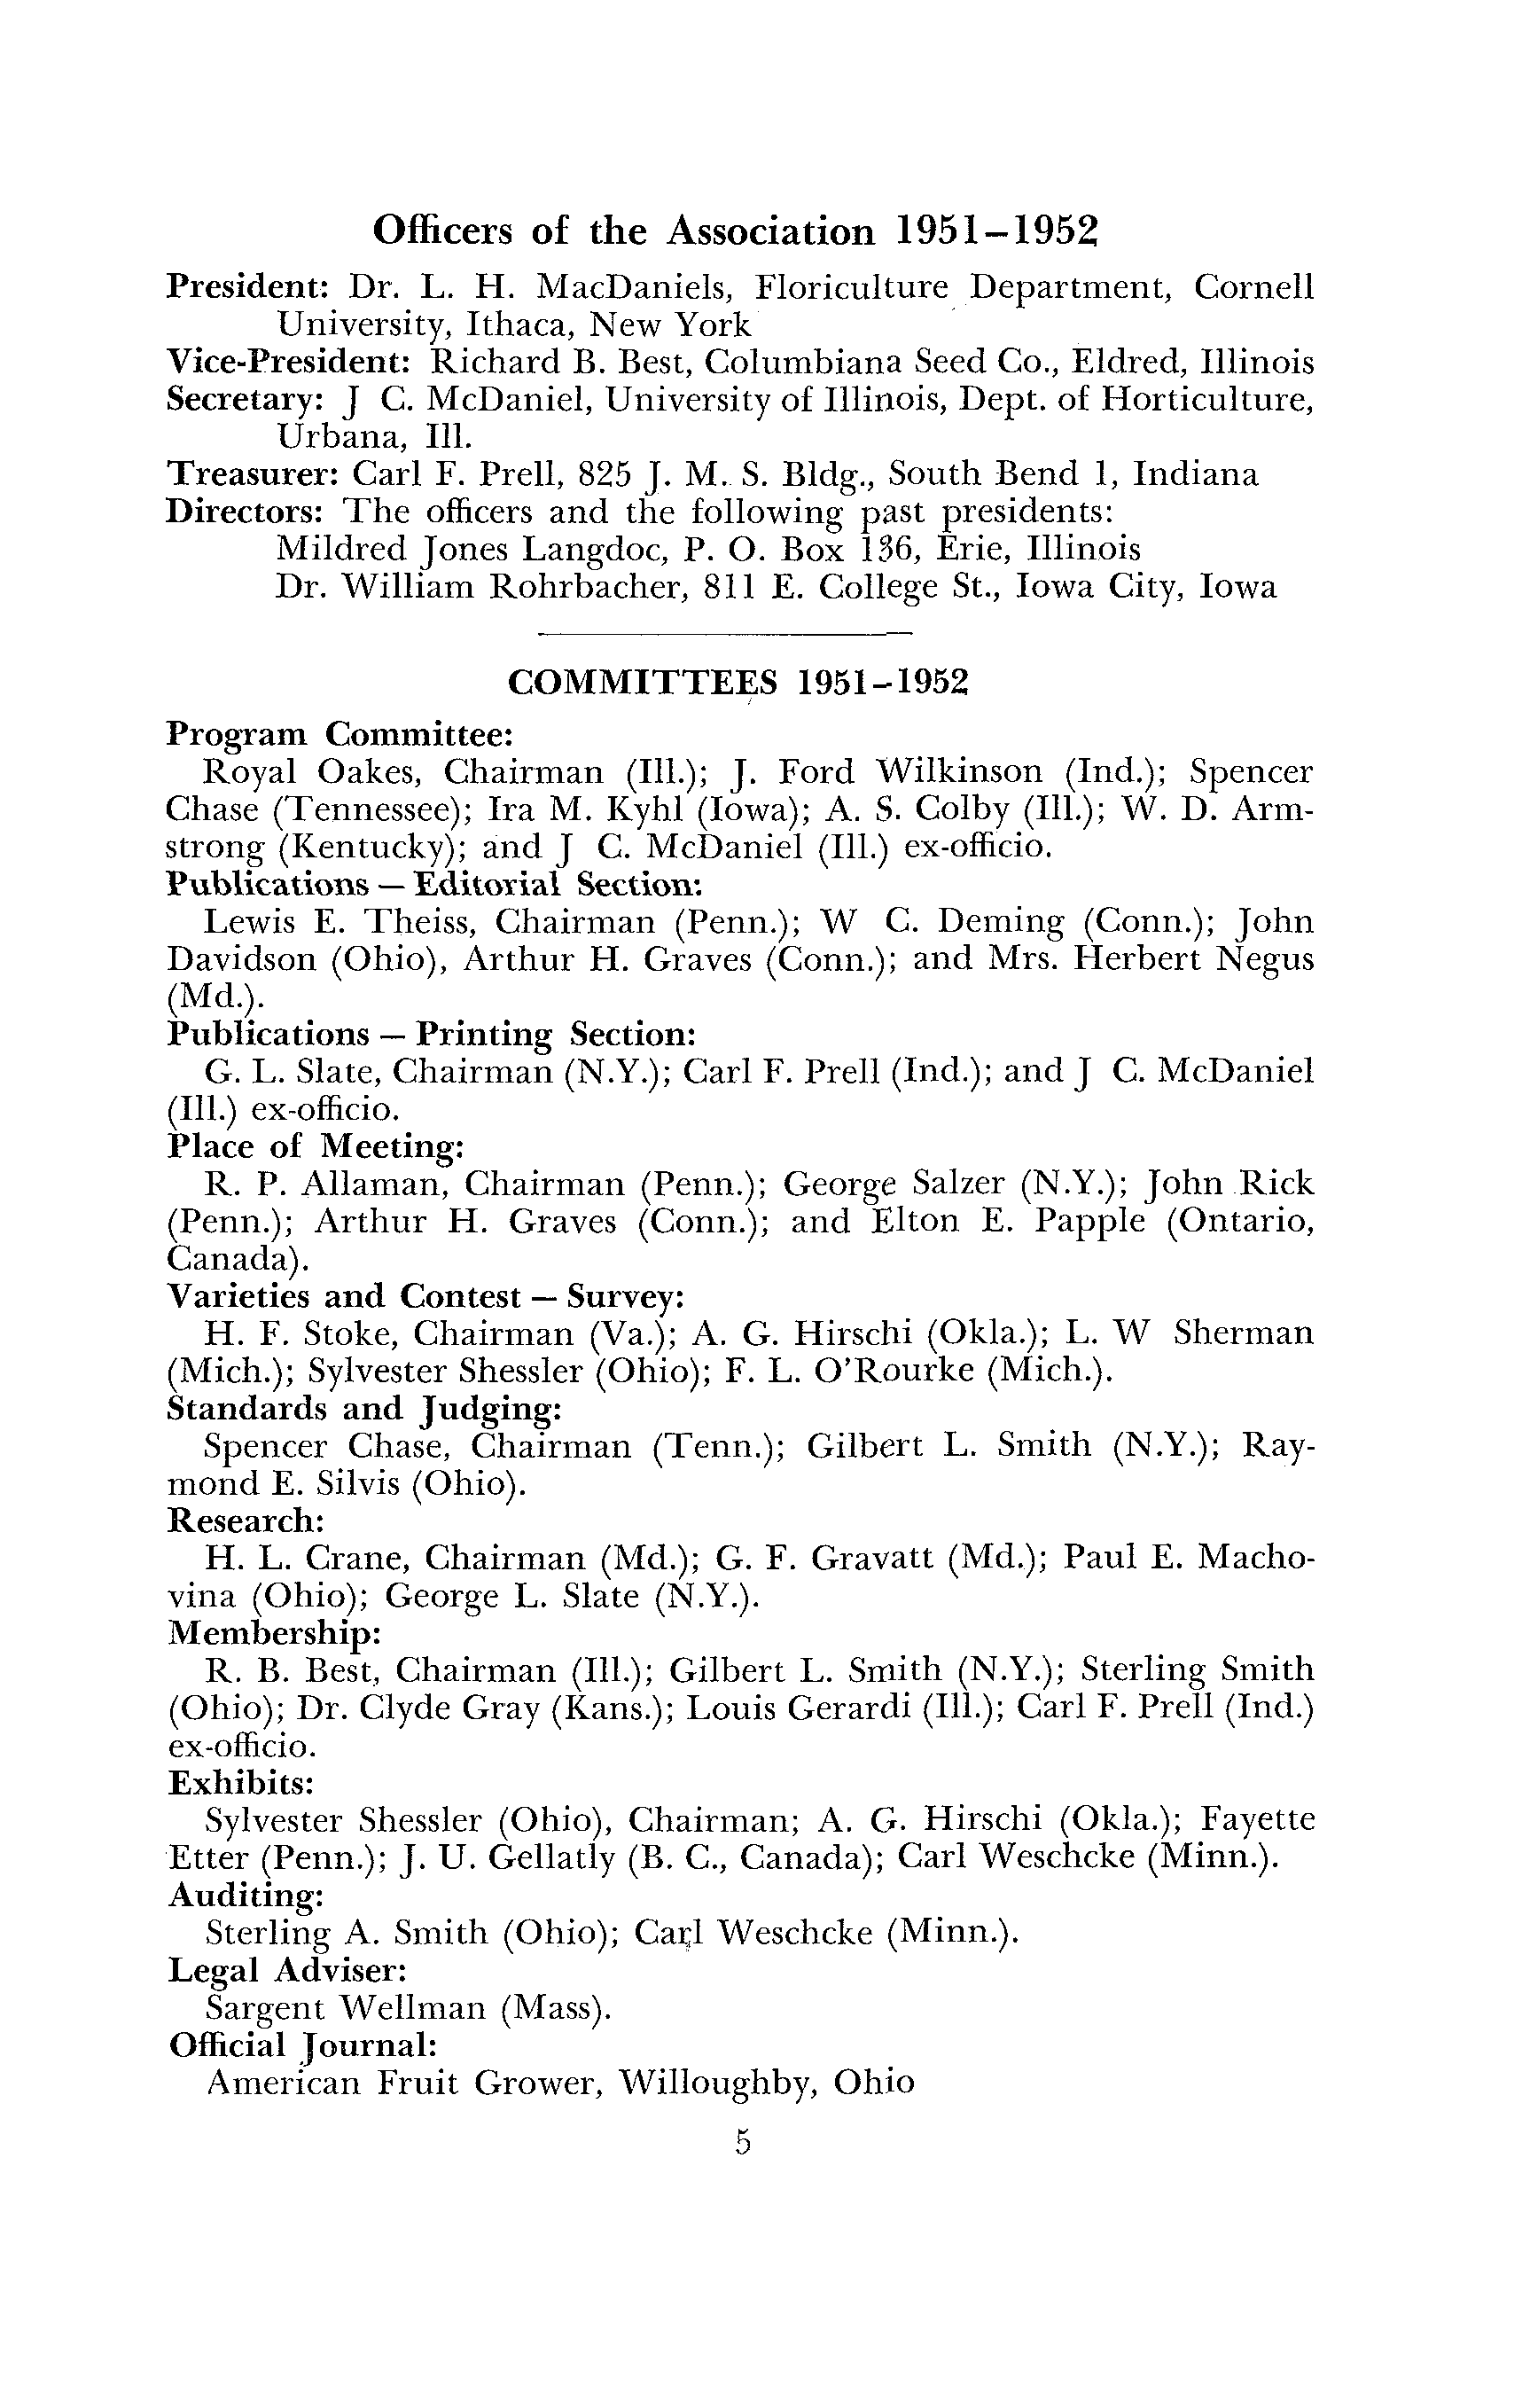 Officers of the Association 1951–1952
President: Dr. L. H. MacDaniels, Floriculture Department, Cornell
University, Ithaca, New York
Vice-President: Richard B. Best, Columbiana Seed Co., Eldred, Illinois
Secretary: J C. McDaniel, University of Illinois, Dept. of Horticulture,
Urbana, Ill.
Treasurer: Carl F. Prell, 825 J. M. S. Bldg., South Bend 1, Indiana
Directors: The officers and the following past presidents:
Mildred Jones Langdoc, P. O. Box 136, Erie, Illinois
Dr. William Rohrbacher, 811 E. College St., Iowa City, Iowa
COMMITTEES 1951–1952
Program Committee:
Royal Oakes, Chairman (Ill.); J. Ford Wilkinson (Ind.); Spencer
Chase (Tennessee); Ira M. Kyhl (Iowa); A. S. Colby (Ill.); W. D. Arm-
strong (Kentucky); and J C. McDaniel (Ill.) ex-officio.
Publications — Editorial Section:
Lewis E. Theiss, Chairman (Penn.); W C. Deming (Conn.); John
Davidson (Ohio), Arthur H. Graves (Conn.); and Mrs. Herbert Negus
(Md.).
Publications — Printing Section:
G. L. Slate, Chairman (N.Y.); Carl F. Prell (Ind.); and J C. McDaniel
(Ill.) ex-officio.
Place of Meeting:
R. P. Allaman, Chairman (Penn.); George Salzer (N.Y.); John Rick
(Penn.); Arthur H. Graves (Conn.); and Elton E. Papple (Ontario,
Canada).
Varieties and Contest — Survey:
H. F. Stoke, Chairman (Va.); A. G. Hirschi (Okla.); L. W Sherman
(Mich.); Sylvester Shessler (Ohio); F. L. O'Rourke (Mich.).
Standards and Judging:
Spencer Chase, Chairman (Tenn.); Gilbert L. Smith (N.Y.); Ray-
mond E. Silvis (Ohio).
Research:
H. L. Crane, Chairman (Md.); G. F. Gravatt (Md.); Paul E. Macho-
vina (Ohio); George L. Slate (N.Y.).
Membership:
R. B. Best, Chairman (Ill.); Gilbert L. Smith (N.Y.); Sterling Smith
(Ohio); Dr. Clyde Gray (Kans.); Louis Gerardi (Ill.); Carl F. Prell (Ind.)
ex-officio.
Exhibits:
Sylvester Shessler (Ohio), Chairman; A. G. Hirschi (Okla.); Fayette
Etter (Penn.); J. U. Gellatly (B. C., Canada); Carl Weschcke (Minn.).
Auditing:
Sterling A. Smith (Ohio); Carl Weschcke (Minn.).
Legal Adviser:
Sargent Wellman (Mass).
Official Journal:
American Fruit Grower, Willoughby, Ohio
5